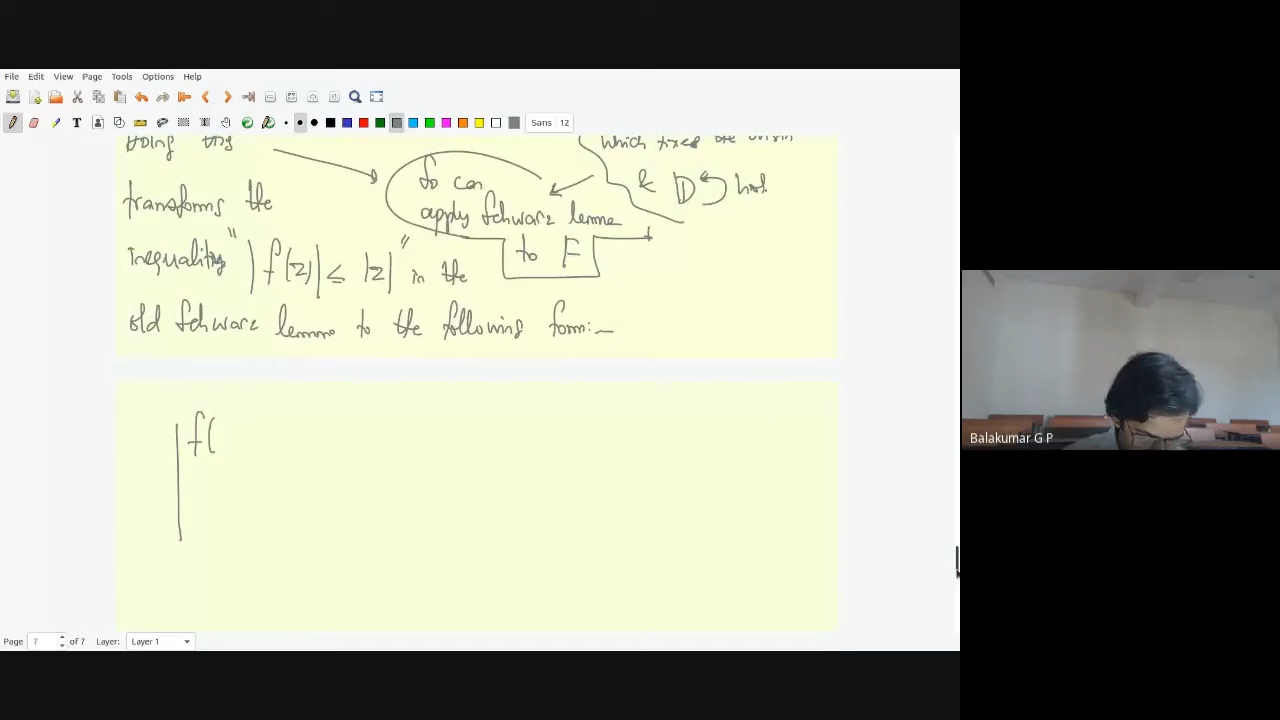 File Edit View Page Tools Options Help
Sans 12
Doing this
transforms the
inequality "|f(z)| ≤ |z|" in the
old Schwarz lemma to the following form:—
So can
apply Schwarz lemma
to F
which fixes the origin
& D hol.
|f(
Balakumar G P
Page 7 of 7 Layer: Layer 1